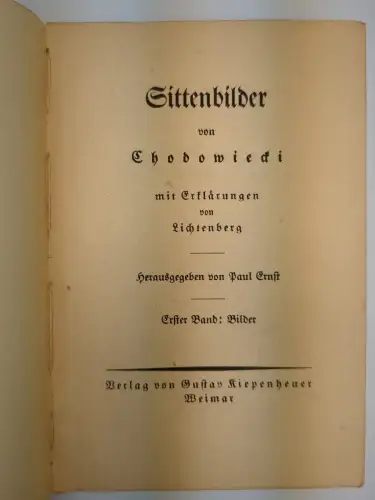 Sittenbilder
von
Chodowiecki
mit Erklärungen
von
Lichtenberg
Herausgegeben von Paul Ernst
Erster Band: Bilder
Verlag von Gustav Kiepenheuer
Weimar